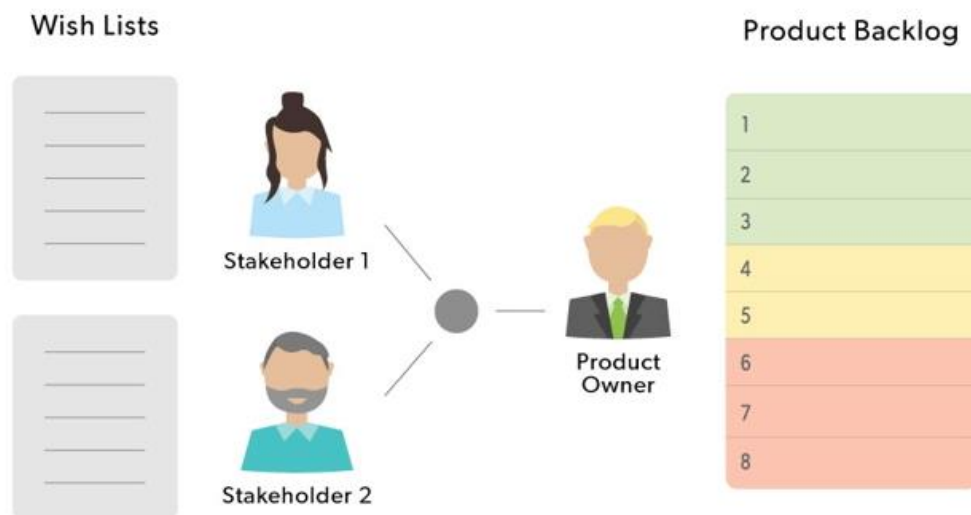 Wish Lists
Product Backlog
Stakeholder 1
Stakeholder 2
Product
Owner
1
2
3
4
5
6
7
8